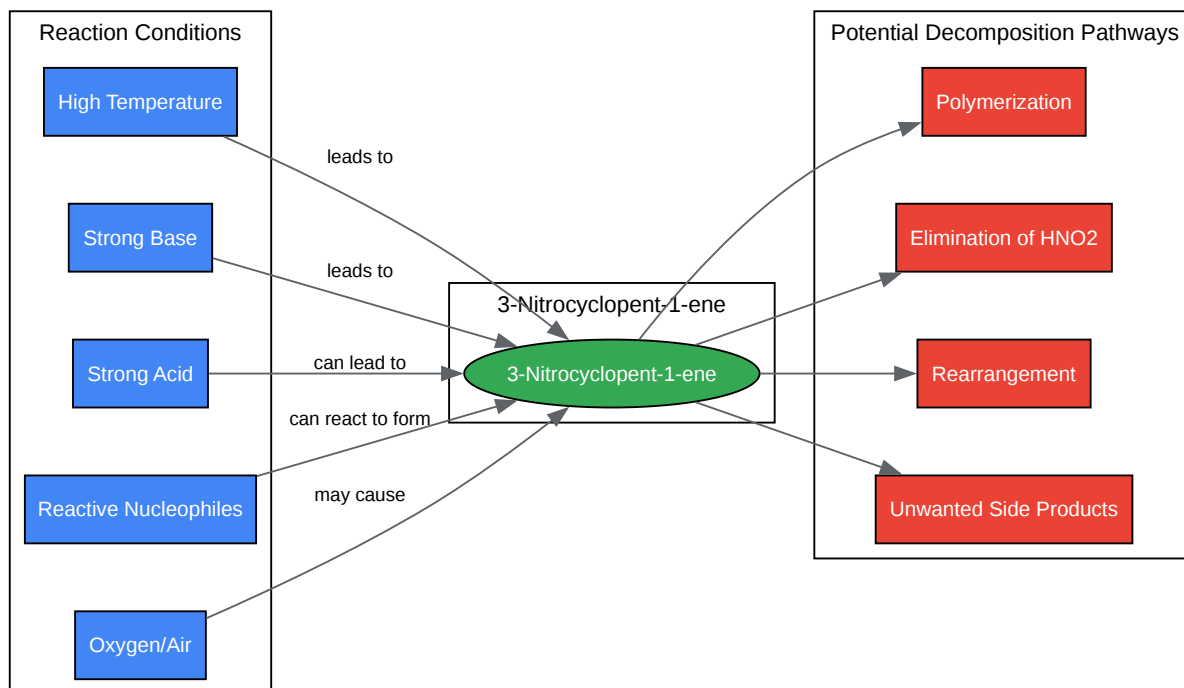 Reaction Conditions
High Temperature
Strong Base
Strong Acid
Reactive Nucleophiles
Oxygen/Air
leads to
leads to
can lead to
can react to form
may cause
3-Nitrocyclopent-1-ene
3-Nitrocyclopent-1-ene
Potential Decomposition Pathways
Polymerization
Elimination of HNO2
Rearrangement
Unwanted Side Products